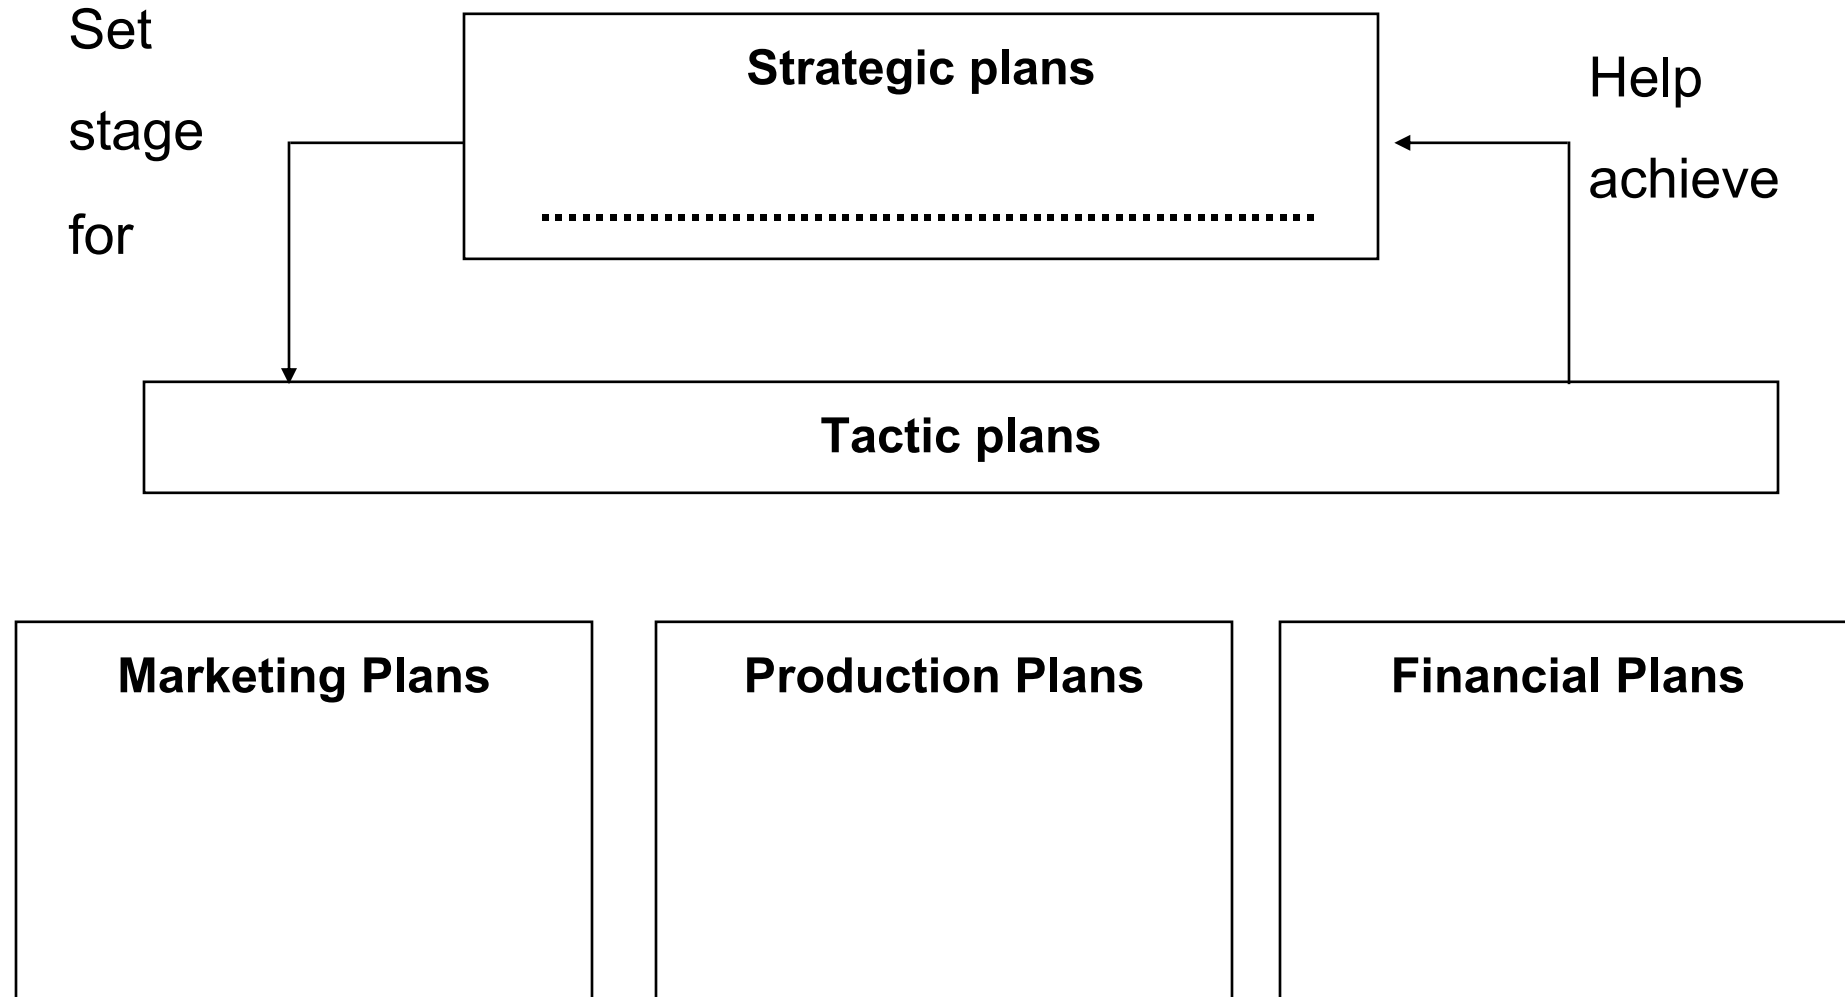 Set
stage
for
Strategic plans
Help
achieve
Tactic plans
Marketing Plans
Production Plans
Financial Plans